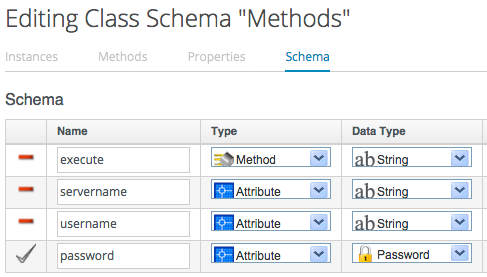 Editing Class Schema "Methods"
Instances Methods Properties Schema
Schema
Name Type Data Type
execute Method ab String
servername Attribute ab String
username Attribute ab String
password Attribute Password